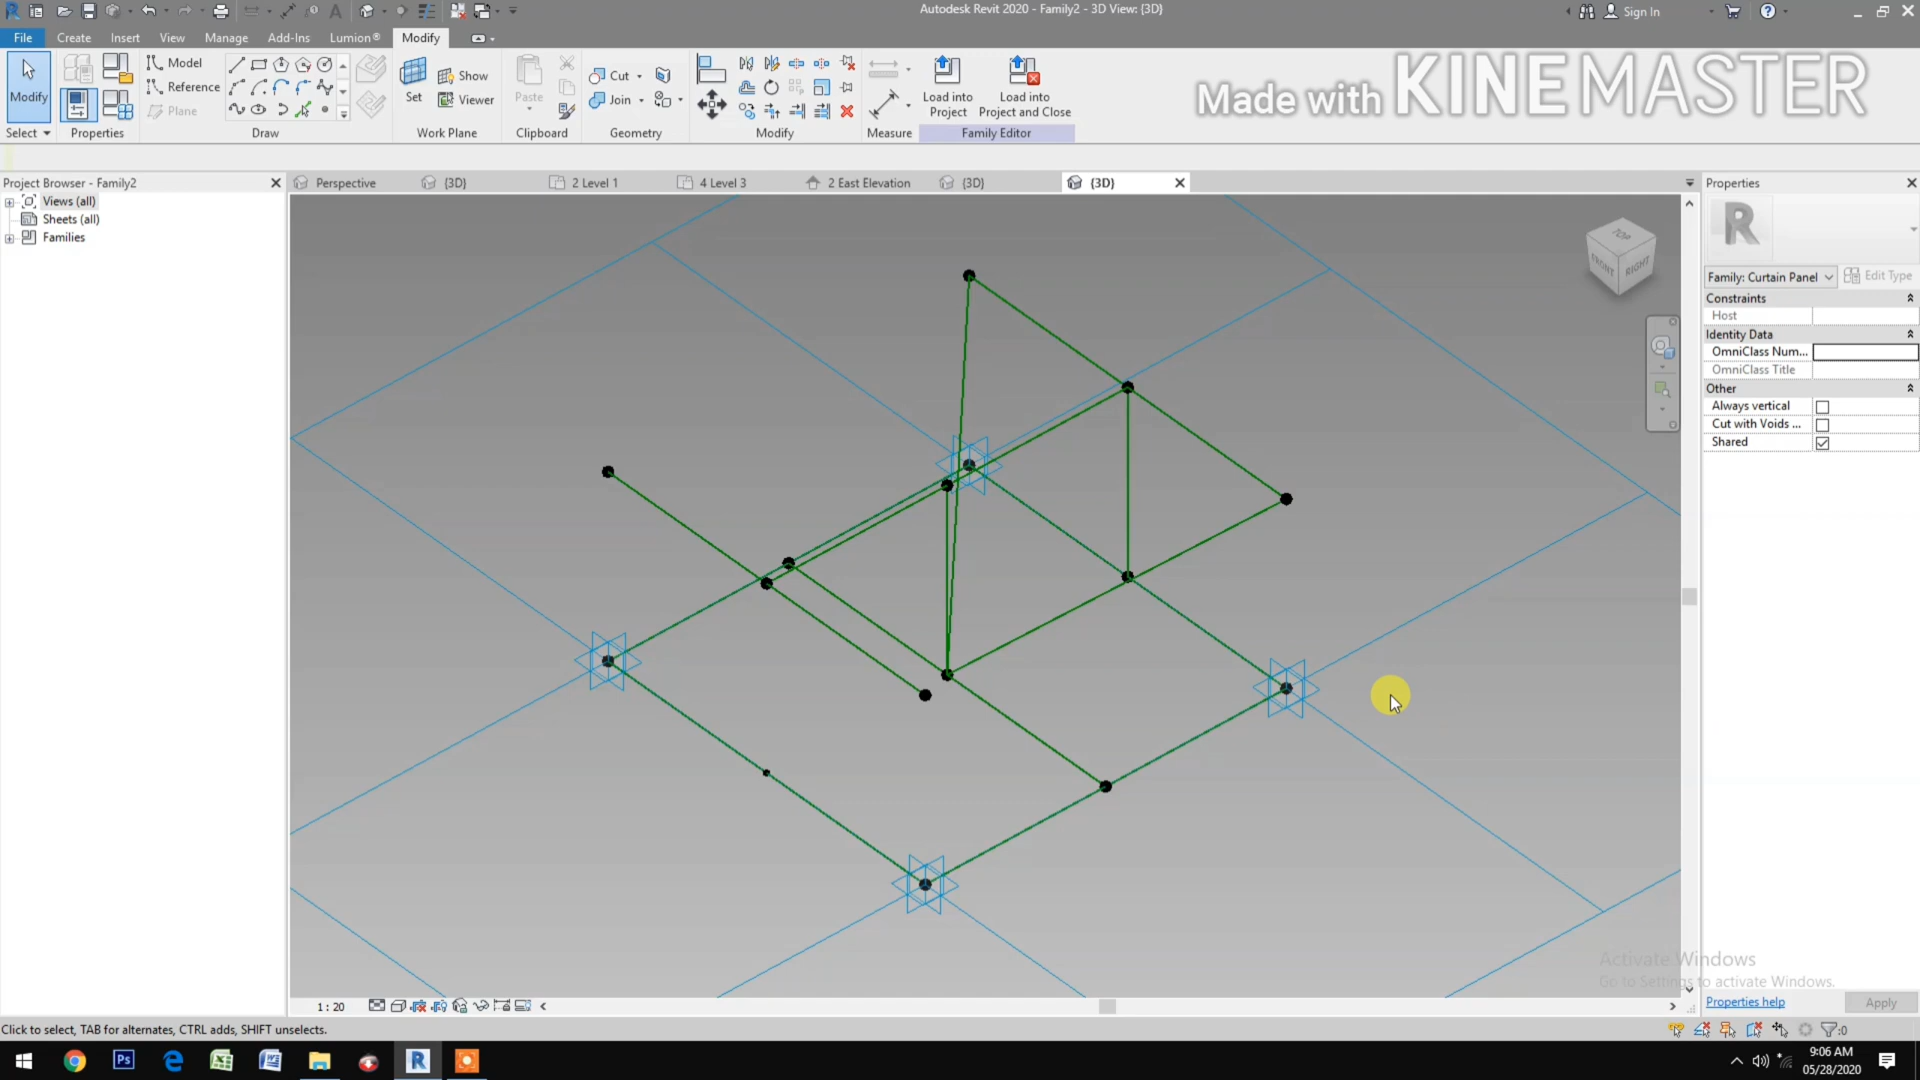 Autodesk Revit 2020 - Family2 - 3D View: {3D}
Sign In
File Create Insert View Manage Add-Ins Lumion® Modify
Modify
Select
Properties
Model
Reference
Plane
Draw
Set
Show
Viewer
Work Plane
Paste
Clipboard
Cut
Join
Geometry
Modify
Measure
Load into
Project
Load into
Project and Close
Family Editor
Made with KINEMASTER
Project Browser - Family2
Views (all)
Sheets (all)
Families
Perspective {3D} 2 Level 1 4 Level 3 2 East Elevation {3D} {3D}
TOP
FRONT
RIGHT
Properties
R
Family: Curtain Panel Edit Type
Constraints
Host
Identity Data
OmniClass Num...
OmniClass Title
Other
Always vertical
Cut with Voids ...
Shared
Activate Windows
Go to Settings to activate Windows.
Properties help Apply
1 : 20
Click to select, TAB for alternates, CTRL adds, SHIFT unselects.
:0
9:06 AM
05/28/2020